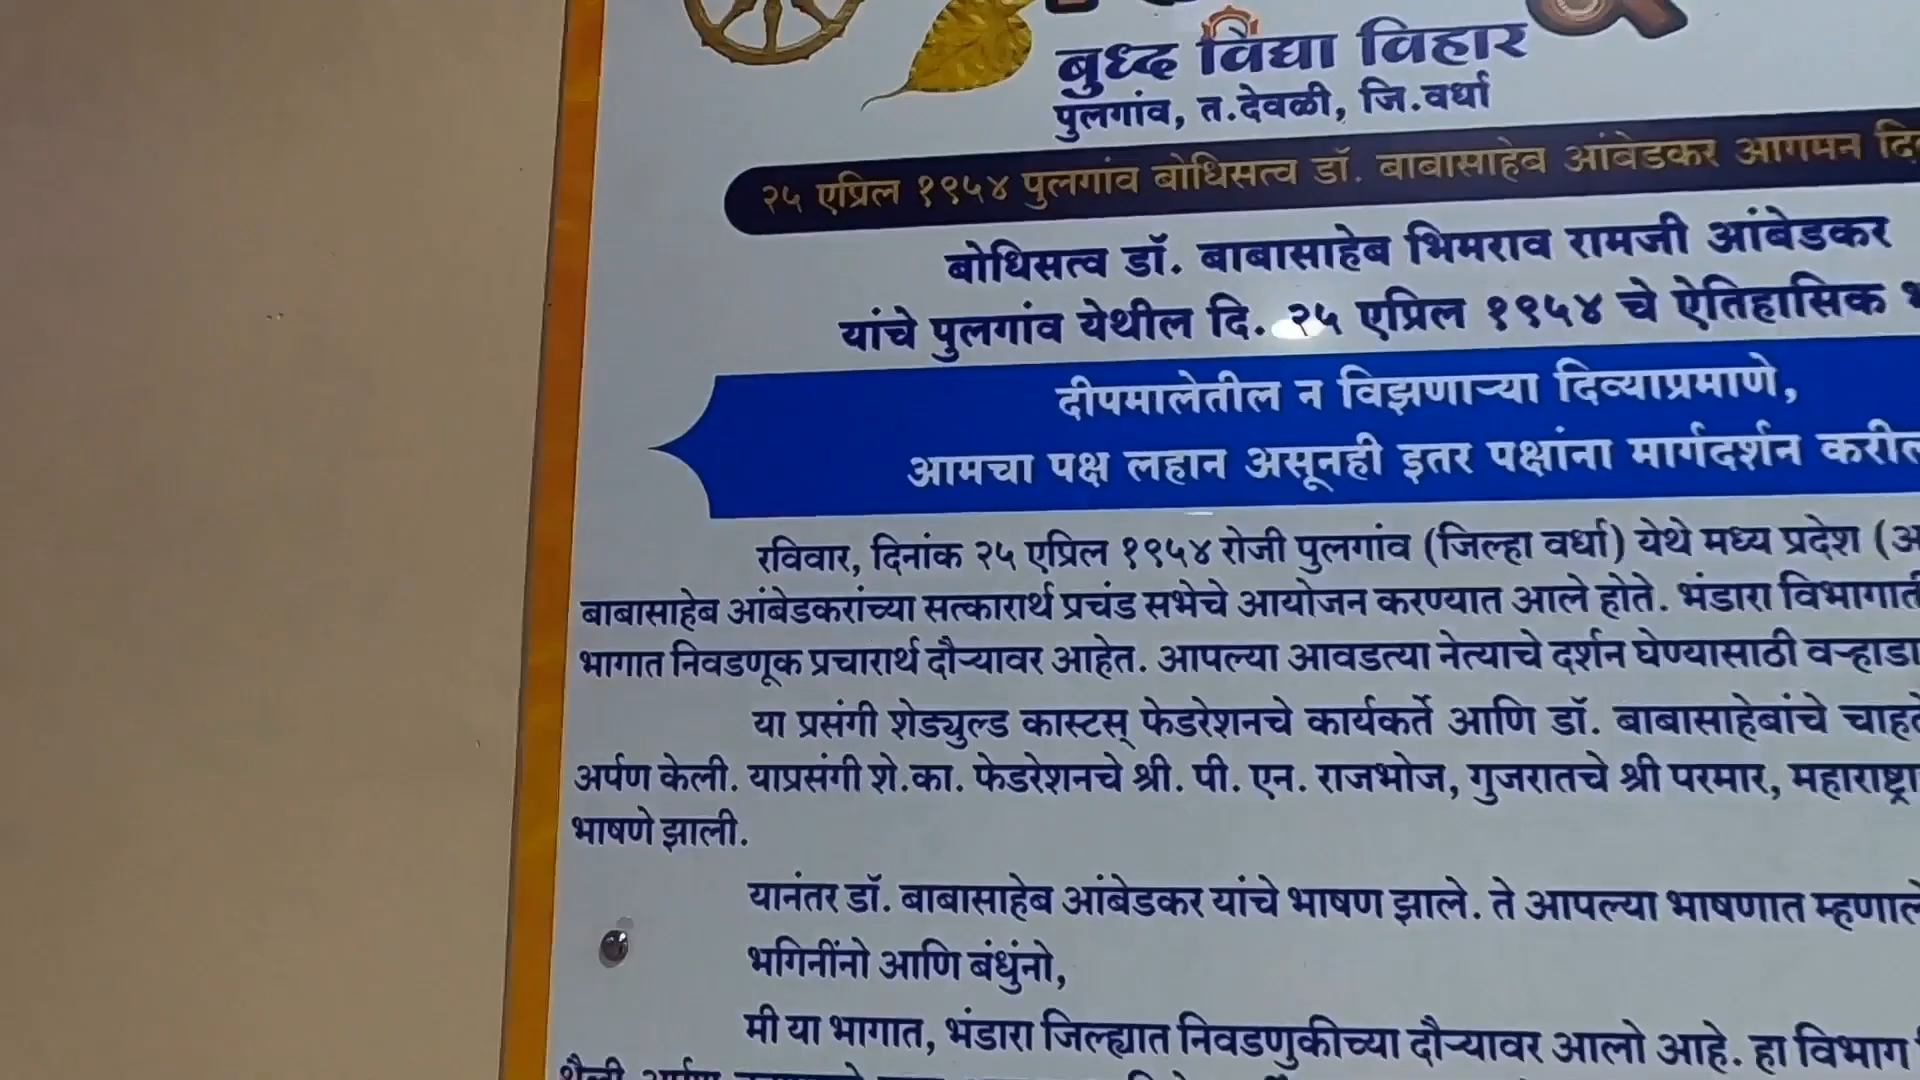 बुध्द विद्या विहार
पुलगांव, त.देवळी, जि.वर्धा
२५ एप्रिल १९५४ पुलगांव बोधिसत्व डॉ. बाबासाहेब आंबेडकर आगमन
बोधिसत्व डॉ. बाबासाहेब भिमराव रामजी आंबेडकर
यांचे पुलगांव येथील दि. २५ एप्रिल १९५४ चे ऐतिहासिक
दीपमालेतील न विझणाऱ्या दिव्याप्रमाणे,
आमचा पक्ष लहान असूनही इतर पक्षांना मार्गदर्शन
रविवार, दिनांक २५ एप्रिल १९५४ रोजी पुलगांव (जिल्हा वर्धा) येथे मध्य प्रदेश
बाबासाहेब आंबेडकरांच्या सत्कारार्थ प्रचंड सभेचे आयोजन करण्यात आले होते. भंडारा
भागात निवडणूक प्रचारार्थ दौऱ्यावर आहेत. आपल्या आवडत्या नेत्याचे दर्शन घेण्यासाठी
या प्रसंगी शेड्युल्ड कास्टस् फेडरेशनचे कार्यकर्ते आणि डॉ. बाबासाहेबांचे
अर्पण केली. याप्रसंगी शे.का. फेडरेशनचे श्री. पी. एन. राजभोज, गुजरातचे श्री परमार,
भाषणे झाली.
यानंतर डॉ. बाबासाहेब आंबेडकर यांचे भाषण झाले. ते आपल्या भाषणात
भगिनींनो आणि बंधुंनो,
मी या भागात, भंडारा जिल्ह्यात निवडणुकीच्या दौऱ्यावर आलो आहे. हा विभाग